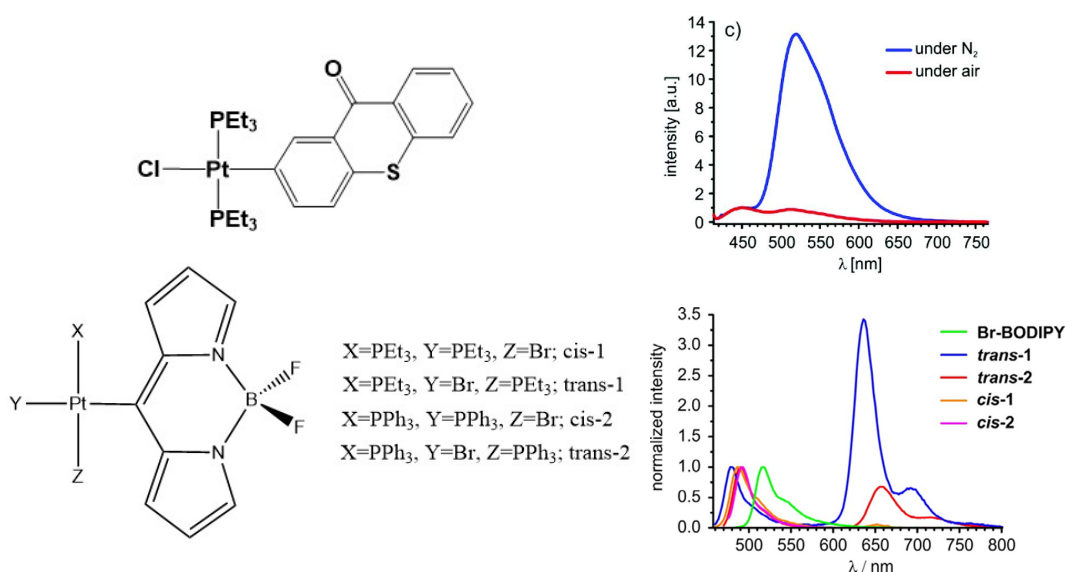 O
PEt3
Cl Pt
S
PEt3
c)
under N2
under air
intensity [a.u.]
14
12
10
8
6
4
2
0
450 500 550 600 650 700 750
λ [nm]
X
Y Pt
Z
N
N
B
F
F
X=PEt3, Y=PEt3, Z=Br; cis-1
X=PEt3, Y=Br, Z=PEt3; trans-1
X=PPh3, Y=PPh3, Z=Br; cis-2
X=PPh3, Y=Br, Z=PPh3; trans-2
normalized intensity
3.5
3.0
2.5
2.0
1.5
1.0
0.5
0.0
500 550 600 650 700 750 800
λ / nm
Br-BODIPY
trans-1
trans-2
cis-1
cis-2